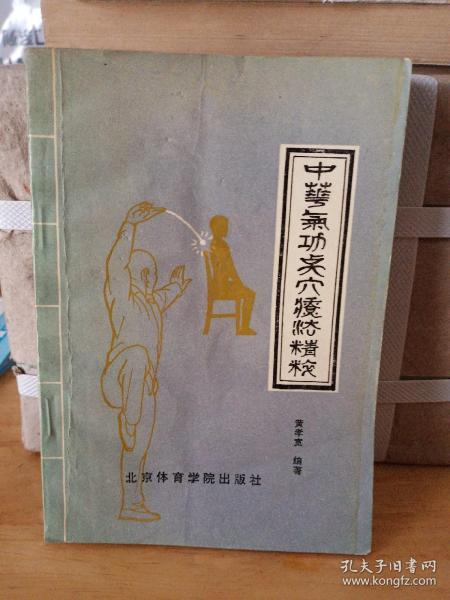 中華氣功点穴療法精粹
黄孝宽 编著
北京体育学院出版社
孔夫子旧书网
www.kongfz.com